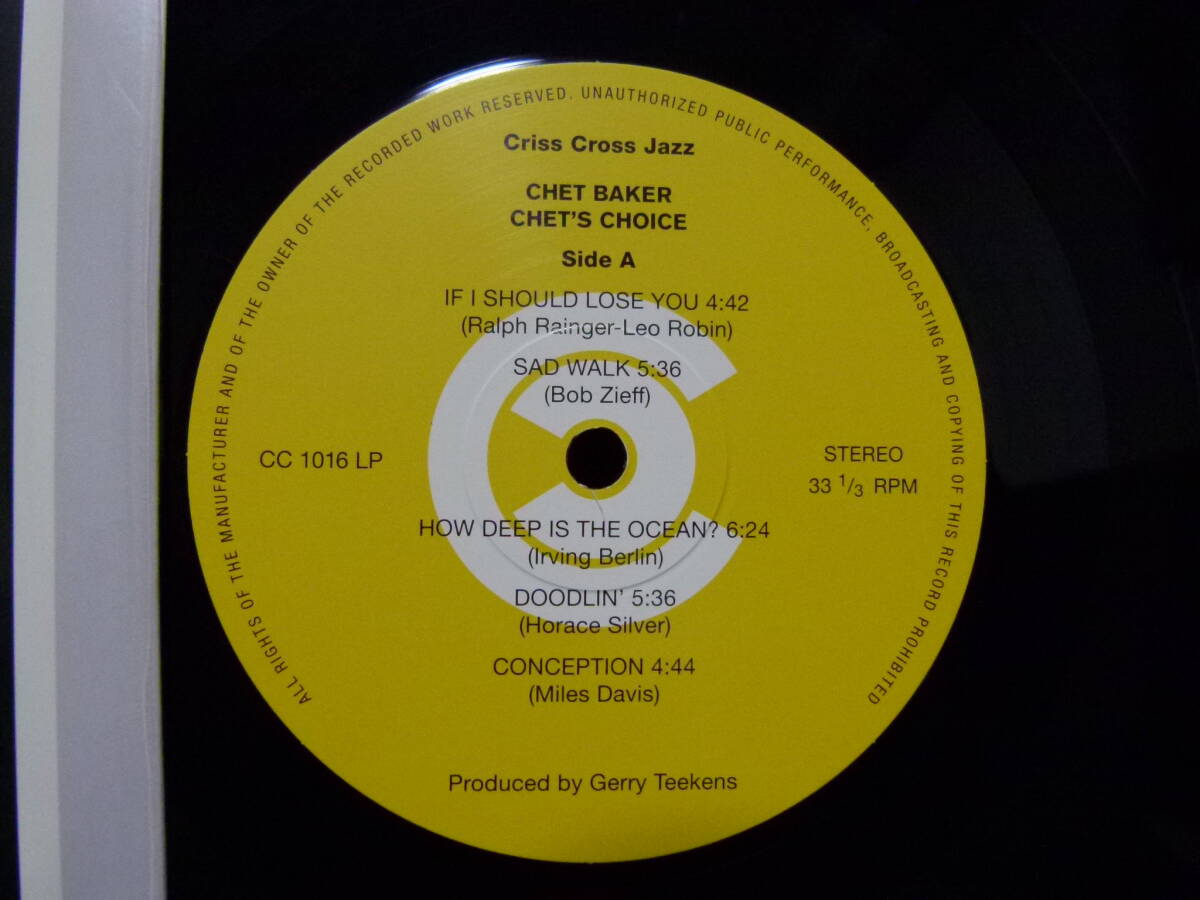 ALL RIGHTS OF THE MANUFACTURER AND OF THE OWNER OF THE RECORDED WORK RESERVED. UNAUTHORIZED PUBLIC PERFORMANCE, BROADCASTING AND COPYING OF THIS RECORD PROHIBITED
Criss Cross Jazz
CHET BAKER
CHET'S CHOICE
Side A
IF I SHOULD LOSE YOU 4:42
(Ralph Rainger-Leo Robin)
SAD WALK 5:36
(Bob Zieff)
CC 1016 LP
STEREO
33 1/3 RPM
HOW DEEP IS THE OCEAN? 6:24
(Irving Berlin)
DOODLIN' 5:36
(Horace Silver)
CONCEPTION 4:44
(Miles Davis)
Produced by Gerry Teekens